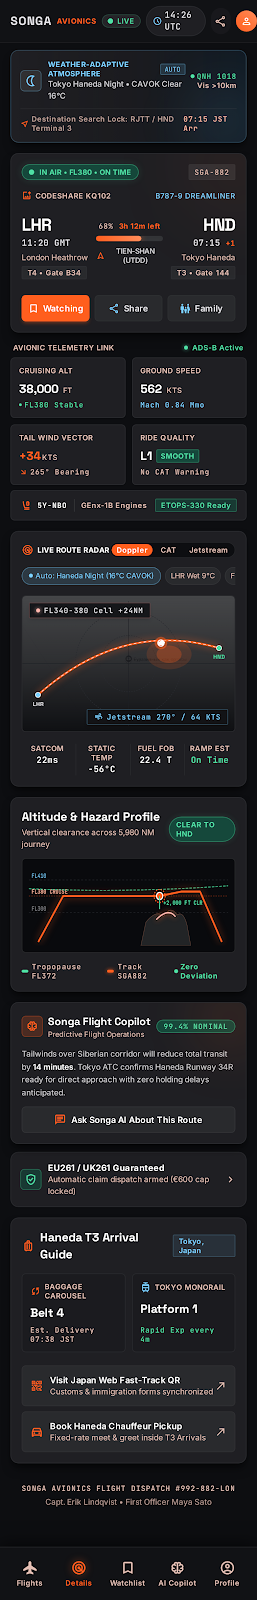 SONGA AVIONICS LIVE 14:26 UTC
WEATHER-ADAPTIVE ATMOSPHERE AUTO
Tokyo Haneda Night • CAVOK Clear 16°C
QNH 1018
Vis >10km
Destination Search Lock: RJTT / HND Terminal 3
07:15 JST Arr
IN AIR • FL380 • ON TIME
SGA-882
CODESHARE KQ102
B787-9 DREAMLINER
LHR
68% 3h 12m left
HND
11:20 GMT
07:15 +1
London Heathrow
TIEN-SHAN (UTDD)
Tokyo Haneda
T4 • Gate B34
T3 • Gate 144
Watching
Share
Family
AVIONIC TELEMETRY LINK
ADS-B Active
CRUISING ALT
38,000 FT
FL380 Stable
GROUND SPEED
562 KTS
Mach 0.84 Mmo
TAIL WIND VECTOR
+34 KTS
↘ 265° Bearing
RIDE QUALITY
L1 SMOOTH
No CAT Warning
5Y-NBO
GEnx-1B Engines
ETOPS-330 Ready
LIVE ROUTE RADAR
Doppler
CAT
Jetstream
Auto: Haneda Night (16°C CAVOK)
LHR Wet 9°C
F
FL340-380 Cell +24NM
HND
LHR
Jetstream 270° / 64 KTS
SATCOM
22ms
STATIC TEMP
-56°C
FUEL FOB
22.4 T
RAMP EST
On Time
Altitude & Hazard Profile
Vertical clearance across 5,980 NM journey
CLEAR TO HND
FL410
FL380 CRUISE
FL300
+2,000 FT CLR
Tropopause FL372
Track SGA882
Zero Deviation
Songa Flight Copilot
Predictive Flight Operations
99.4% NOMINAL
Tailwinds over Siberian corridor will reduce total transit
by 14 minutes. Tokyo ATC confirms Haneda Runway 34R
ready for direct approach with zero holding delays
anticipated.
Ask Songa AI About This Route
EU261 / UK261 Guaranteed
Automatic claim dispatch armed (€600 cap locked)
Haneda T3 Arrival Guide
Tokyo, Japan
BAGGAGE CAROUSEL
Belt 4
Est. Delivery 07:38 JST
TOKYO MONORAIL
Platform 1
Rapid Exp every 4m
Visit Japan Web Fast-Track QR
Customs & immigration forms synchronized
Book Haneda Chauffeur Pickup
Fixed-rate meet & greet inside T3 Arrivals
SONGA AVIONICS FLIGHT DISPATCH #992-882-LON
Capt. Erik Lindqvist • First Officer Maya Sato
Flights
Details
Watchlist
AI Copilot
Profile